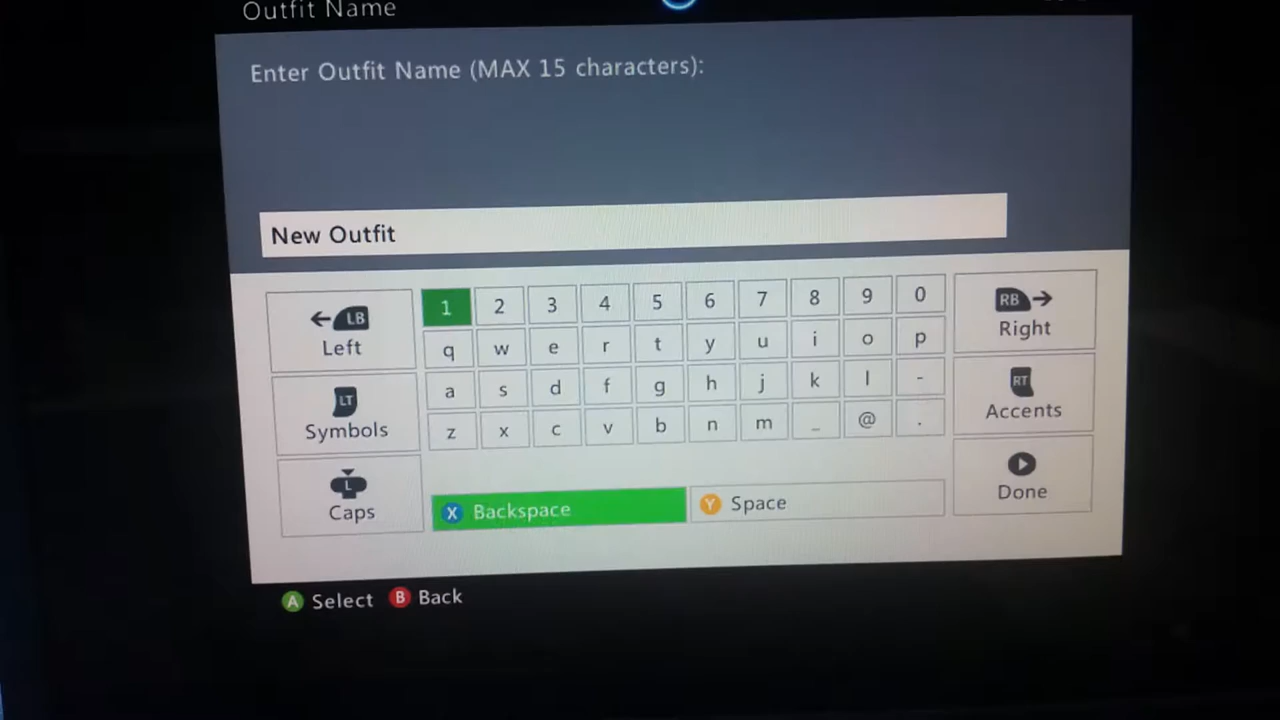 Outfit Name
Enter Outfit Name (MAX 15 characters):
New Outfit
LB
Left
1 2 3 4 5 6 7 8 9 0
RB
Right
q w e r t y u i o p
LT
Symbols
a s d f g h j k l -
RT
Accents
z x c v b n m _ @ .
L
Caps
X Backspace
Y Space
Done
A Select B Back